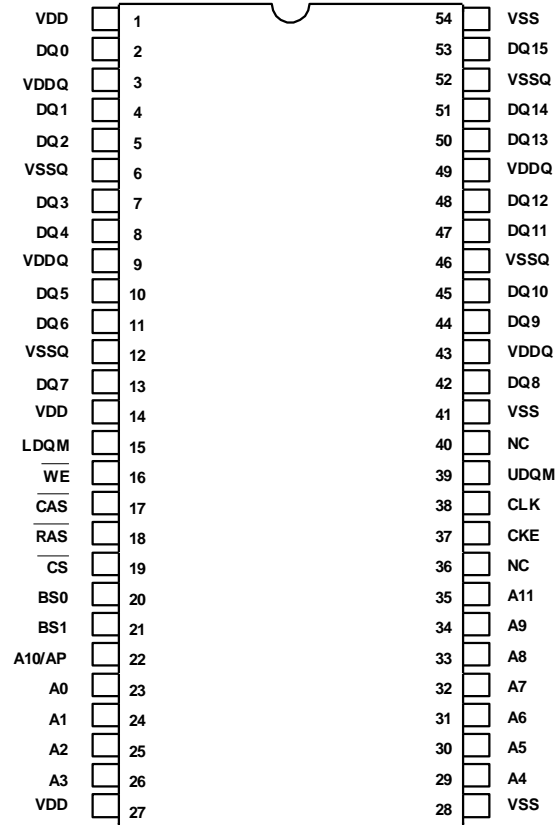 VDD 1 54 VSS
DQ0 2 53 DQ15
VDDQ 3 52 VSSQ
DQ1 4 51 DQ14
DQ2 5 50 DQ13
VSSQ 6 49 VDDQ
DQ3 7 48 DQ12
DQ4 8 47 DQ11
VDDQ 9 46 VSSQ
DQ5 10 45 DQ10
DQ6 11 44 DQ9
VSSQ 12 43 VDDQ
DQ7 13 42 DQ8
VDD 14 41 VSS
LDQM 15 40 NC
W̅E̅ 16 39 UDQM
C̅A̅S̅ 17 38 CLK
R̅A̅S̅ 18 37 CKE
C̅S̅ 19 36 NC
BS0 20 35 A11
BS1 21 34 A9
A10/AP 22 33 A8
A0 23 32 A7
A1 24 31 A6
A2 25 30 A5
A3 26 29 A4
VDD 27 28 VSS